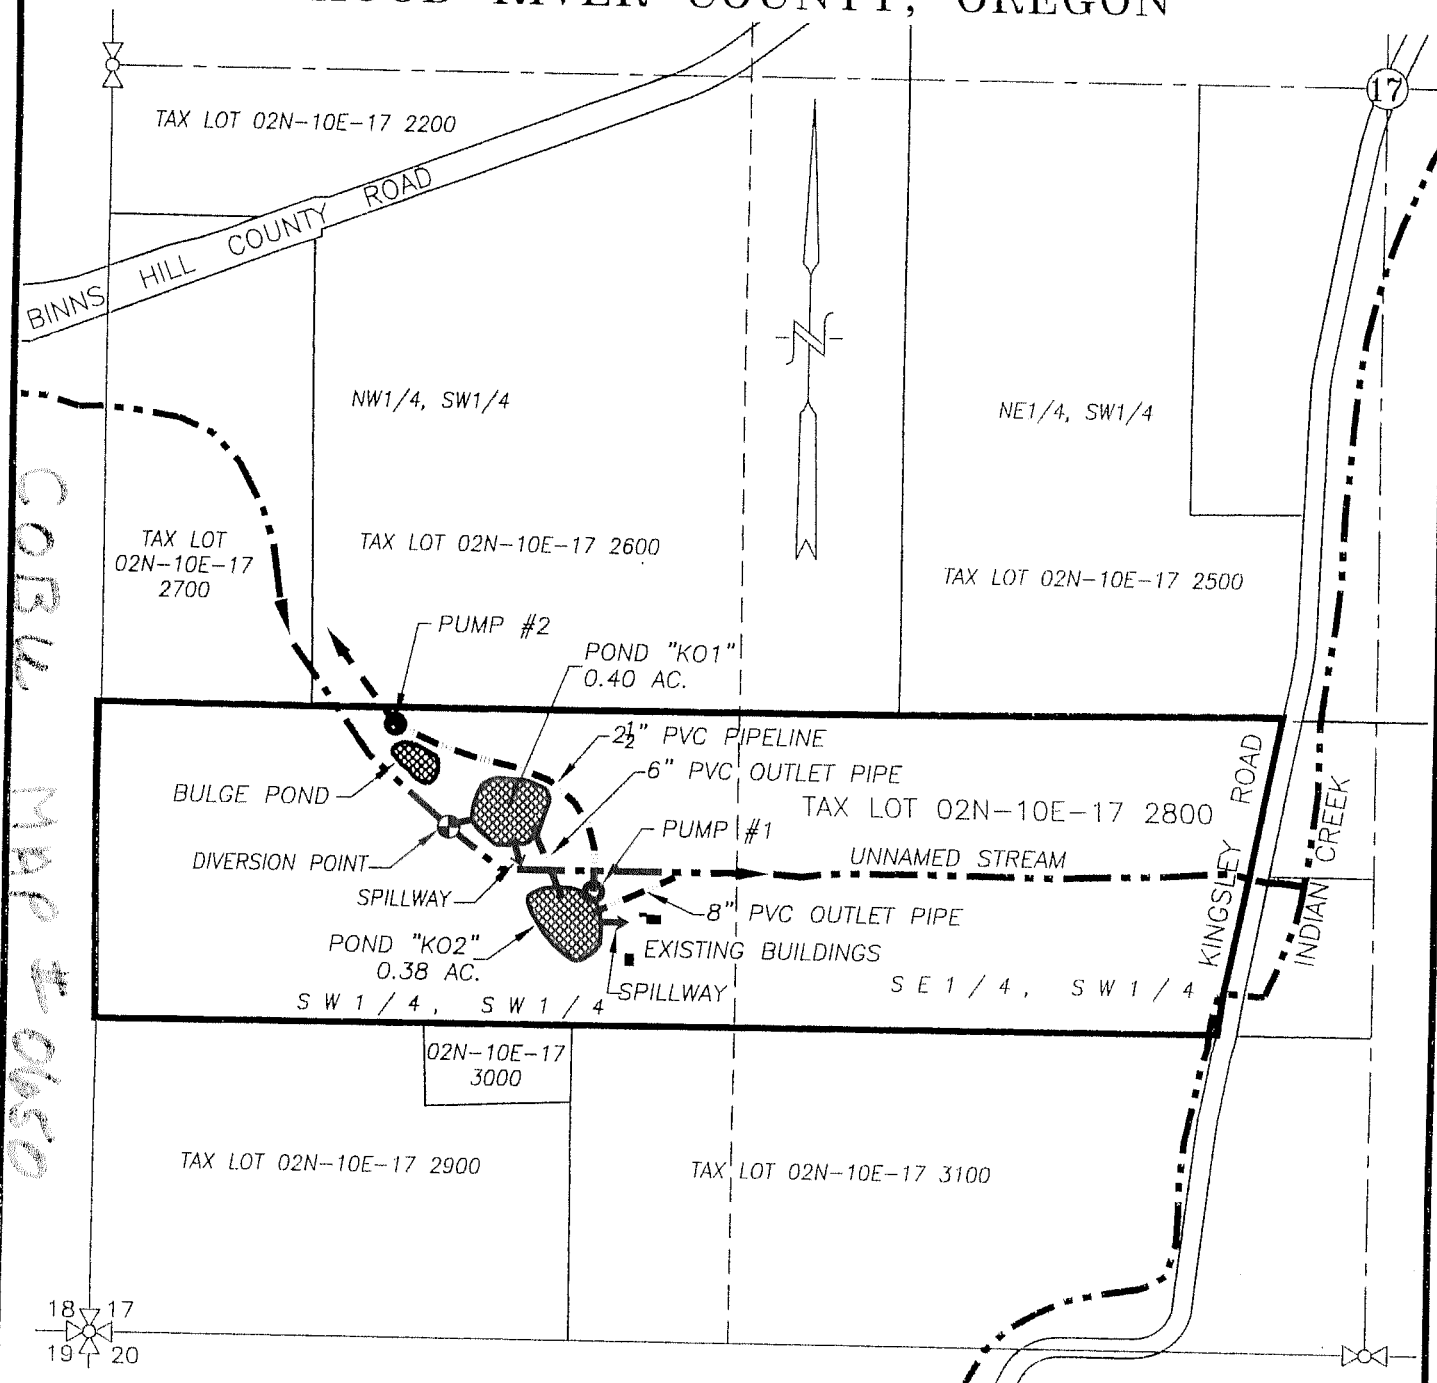 HOOD RIVER COUNTY, OREGON
17
TAX LOT 02N-10E-17 2200
BINNS HILL COUNTY ROAD
N
NW1/4, SW1/4
NE1/4, SW1/4
TAX LOT
02N-10E-17
2700
TAX LOT 02N-10E-17 2600
TAX LOT 02N-10E-17 2500
PUMP #2
POND "KO1"
0.40 AC.
2½" PVC PIPELINE
6" PVC OUTLET PIPE
BULGE POND
TAX LOT 02N-10E-17 2800
PUMP #1
DIVERSION POINT
UNNAMED STREAM
SPILLWAY
8" PVC OUTLET PIPE
POND "KO2"
0.38 AC.
EXISTING BUILDINGS
SPILLWAY
SW1/4, SW1/4
SE1/4, SW1/4
KINGSLEY ROAD
INDIAN CREEK
02N-10E-17
3000
TAX LOT 02N-10E-17 2900
TAX LOT 02N-10E-17 3100
18 17
19 20
COBU MAP # 0650